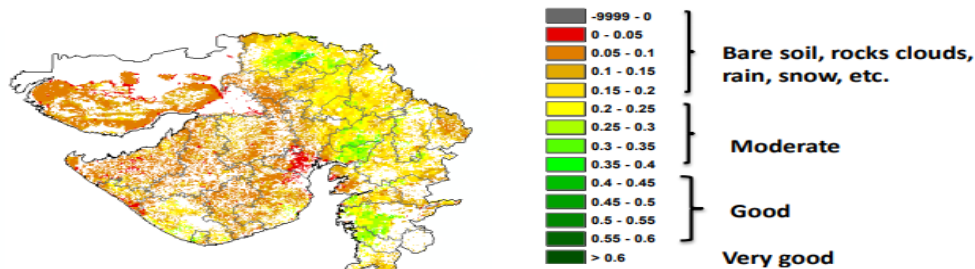 -9999 - 0
0 - 0.05
0.05 - 0.1
0.1 - 0.15
0.15 - 0.2
0.2 - 0.25
0.25 - 0.3
0.3 - 0.35
0.35 - 0.4
0.4 - 0.45
0.45 - 0.5
0.5 - 0.55
0.55 - 0.6
> 0.6
Bare soil, rocks clouds,
rain, snow, etc.
Moderate
Good
Very good